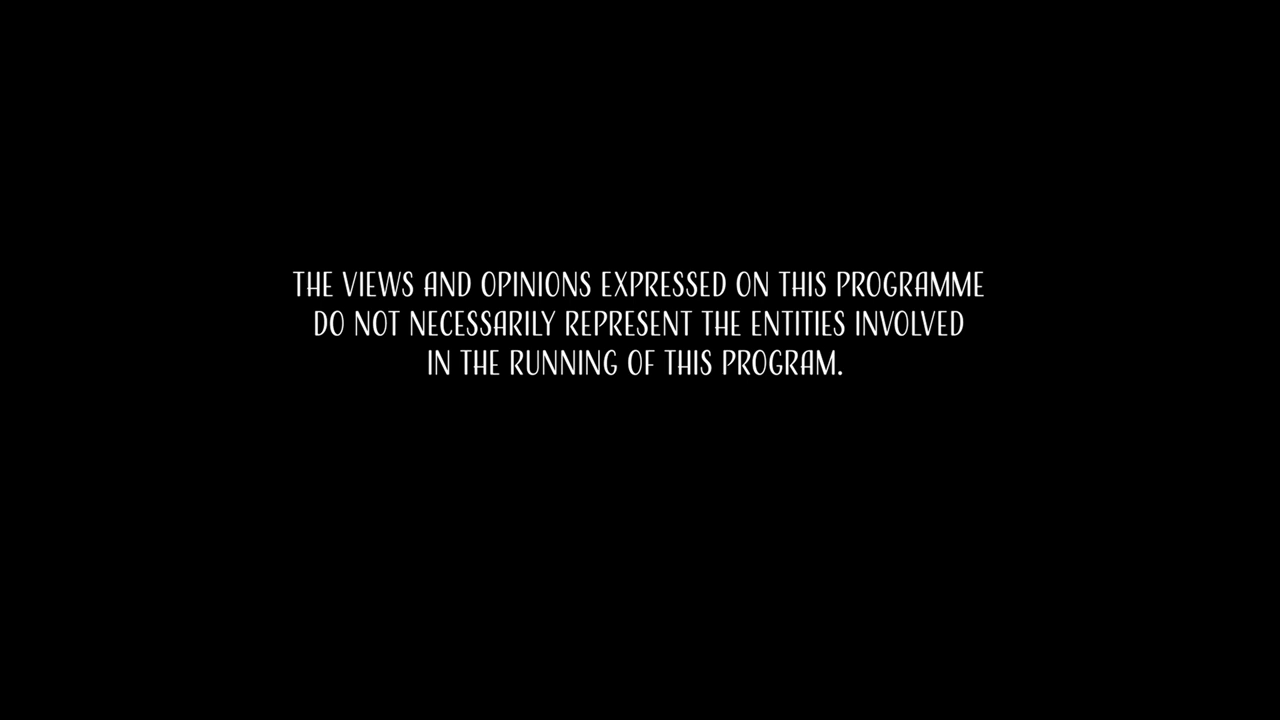 THE VIEWS AND OPINIONS EXPRESSED ON THIS PROGRAMME
DO NOT NECESSARILY REPRESENT THE ENTITIES INVOLVED
IN THE RUNNING OF THIS PROGRAM.